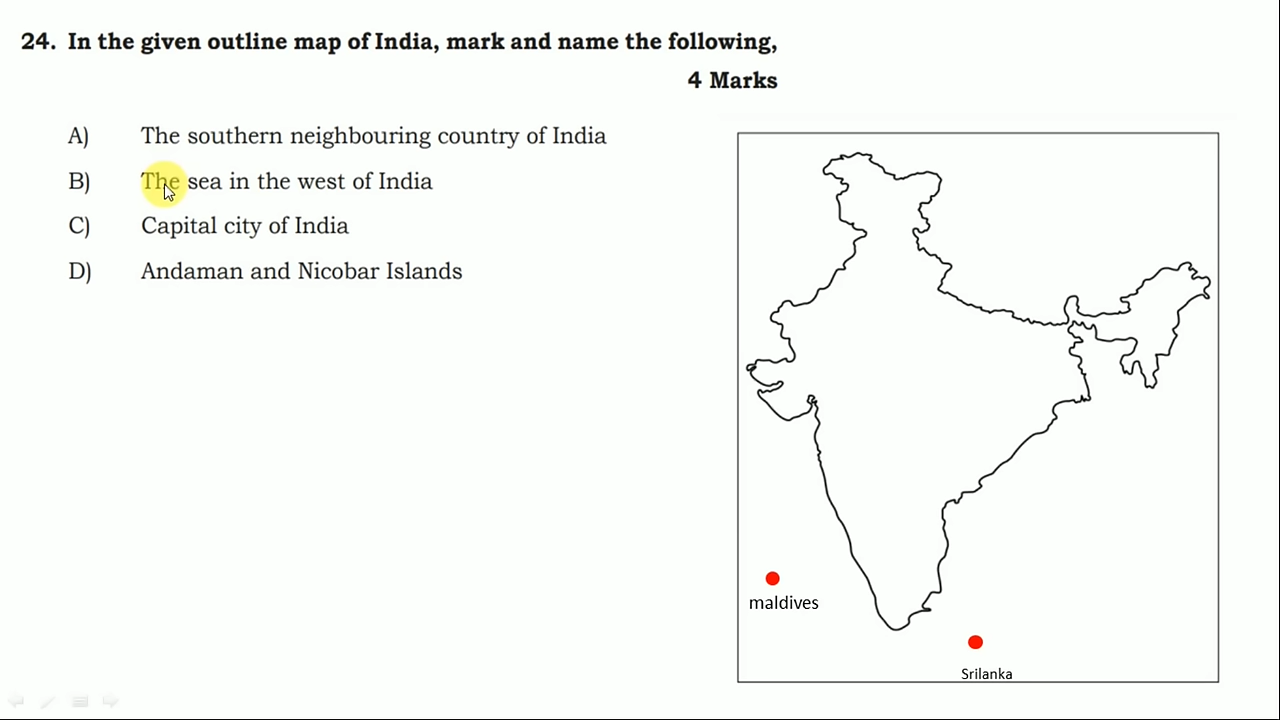 24. In the given outline map of India, mark and name the following,
4 Marks
A) The southern neighbouring country of India
B) The sea in the west of India
C) Capital city of India
D) Andaman and Nicobar Islands
maldives
Srilanka